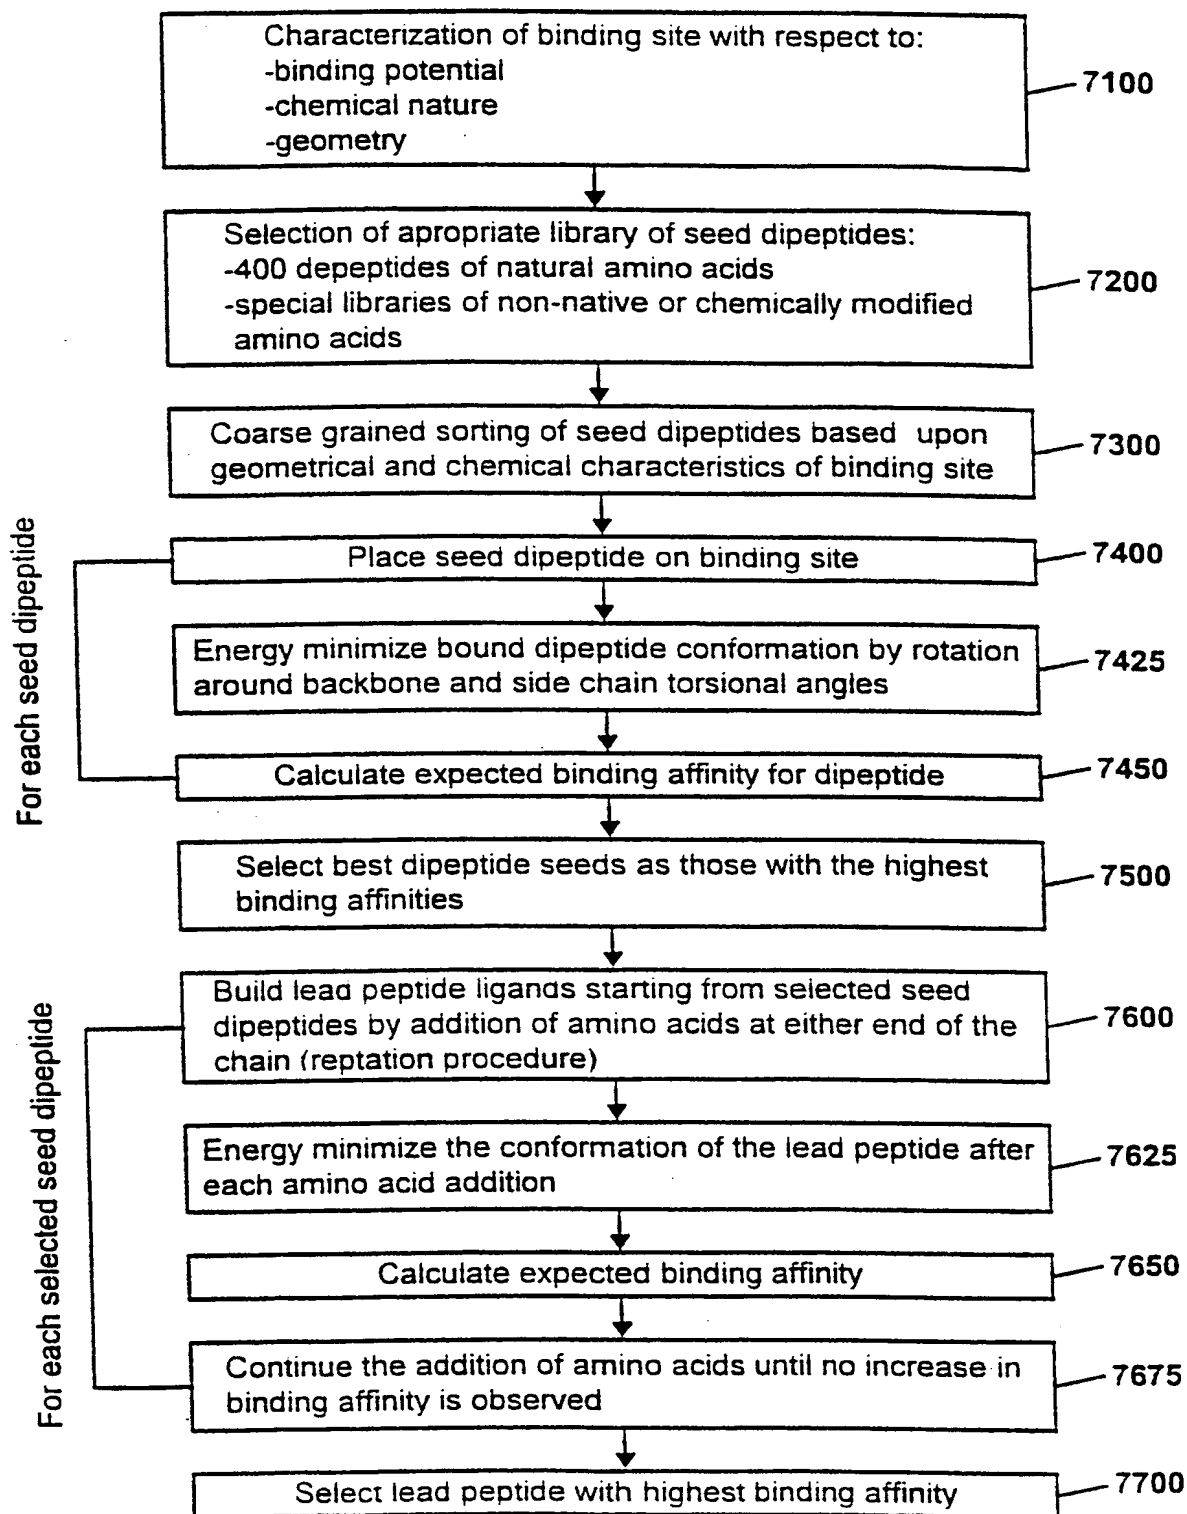 Characterization of binding site with respect to:
-binding potential
-chemical nature
-geometry
7100
Selection of apropriate library of seed dipeptides:
-400 depeptides of natural amino acids
-special libraries of non-native or chemically modified
amino acids
7200
Coarse grained sorting of seed dipeptides based upon
geometrical and chemical characteristics of binding site
7300
For each seed dipeptide
Place seed dipeptide on binding site
7400
Energy minimize bound dipeptide conformation by rotation
around backbone and side chain torsional angles
7425
Calculate expected binding affinity for dipeptide
7450
Select best dipeptide seeds as those with the highest
binding affinities
7500
For each selected seed dipeptide
Build lead peptide ligands starting from selected seed
dipeptides by addition of amino acids at either end of the
chain (reptation procedure)
7600
Energy minimize the conformation of the lead peptide after
each amino acid addition
7625
Calculate expected binding affinity
7650
Continue the addition of amino acids until no increase in
binding affinity is observed
7675
Select lead peptide with highest binding affinity
7700